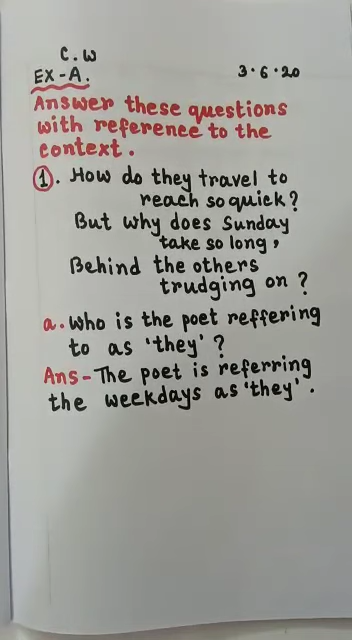 C.W
EX-A. 3.6.20
Answer these questions
with reference to the
context.
1. How do they travel to
reach so quick?
But why does Sunday
take so long,
Behind the others
trudging on?
a. Who is the poet reffering
to as 'they'?
Ans- The poet is referring
the weekdays as 'they'.